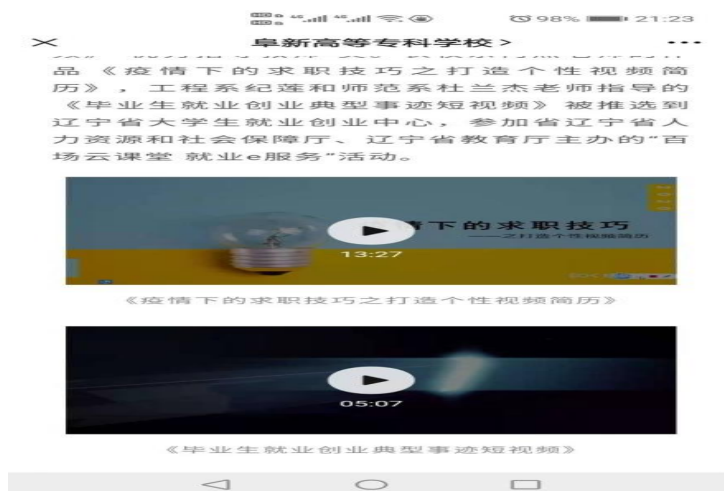 98% 21:23
阜新高等专科学校>
品《疫情下的求职技巧之打造个性视频简
历》，工程系纪莲和师范系杜兰杰老师指导的
《毕业生就业创业典型事迹短视频》被推选到
辽宁省大学生就业创业中心，参加省辽宁省人
力资源和社会保障厅、辽宁省教育厅主办的“百
场云课堂 就业e服务”活动。
情下的求职技巧
——之打造个性视频简历
13:27
《疫情下的求职技巧之打造个性视频简历》
05:07
《毕业生就业创业典型事迹短视频》